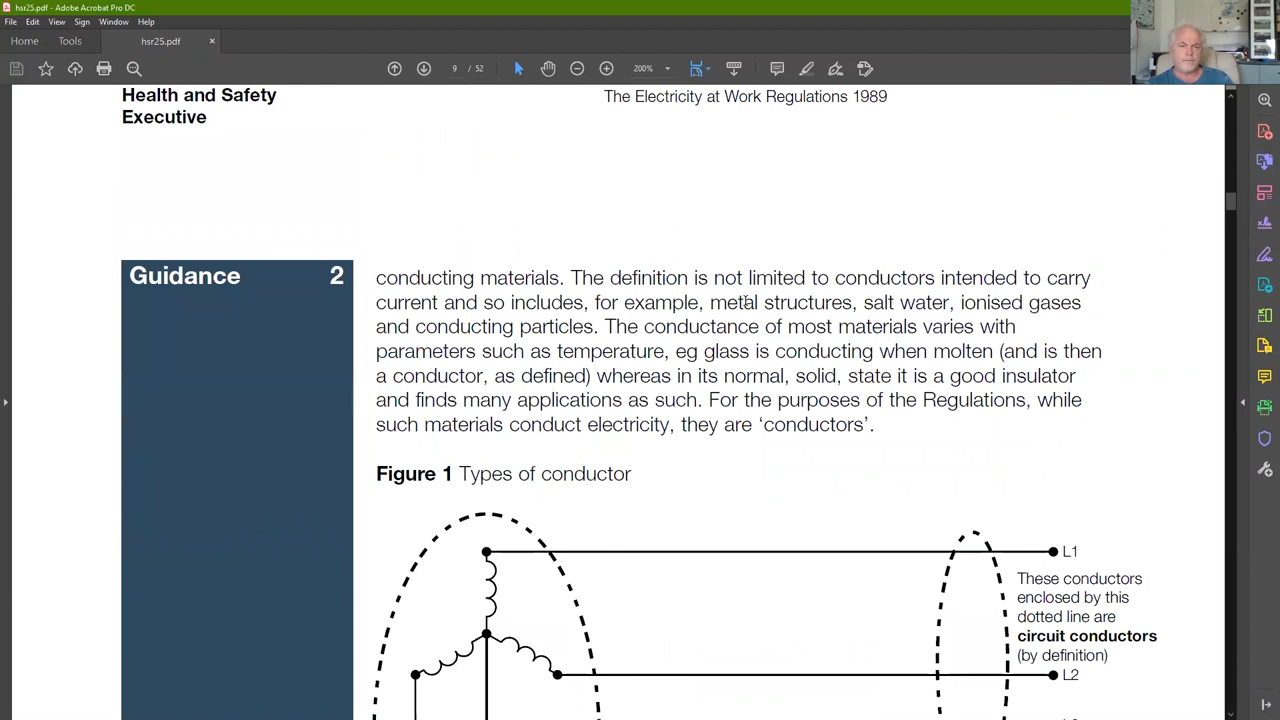 hsr25.pdf - Adobe Acrobat Pro DC
File Edit View Sign Window Help
Home Tools hsr25.pdf ×
9 / 52 200%
Health and Safety
Executive
The Electricity at Work Regulations 1989
Guidance 2
conducting materials. The definition is not limited to conductors intended to carry
current and so includes, for example, metal structures, salt water, ionised gases
and conducting particles. The conductance of most materials varies with
parameters such as temperature, eg glass is conducting when molten (and is then
a conductor, as defined) whereas in its normal, solid, state it is a good insulator
and finds many applications as such. For the purposes of the Regulations, while
such materials conduct electricity, they are ‘conductors’.
Figure 1 Types of conductor
L1
These conductors
enclosed by this
dotted line are
circuit conductors
(by definition)
L2